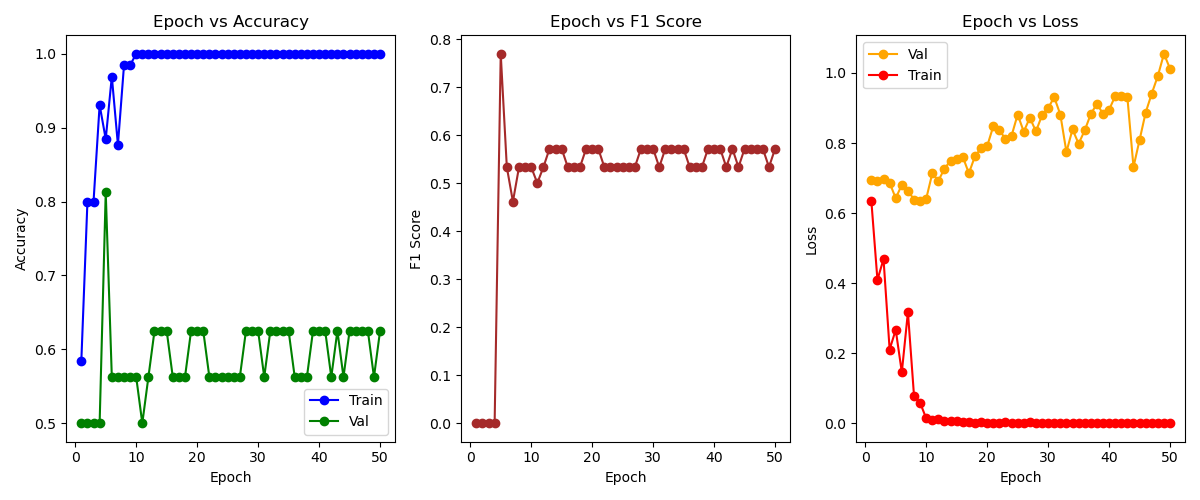 Epoch vs Accuracy
Accuracy
1.0
0.9
0.8
0.7
0.6
0.5
Train
Val
0 10 20 30 40 50
Epoch
Epoch vs F1 Score
F1 Score
0.8
0.7
0.6
0.5
0.4
0.3
0.2
0.1
0.0
0 10 20 30 40 50
Epoch
Epoch vs Loss
Loss
Val
Train
1.0
0.8
0.6
0.4
0.2
0.0
0 10 20 30 40 50
Epoch